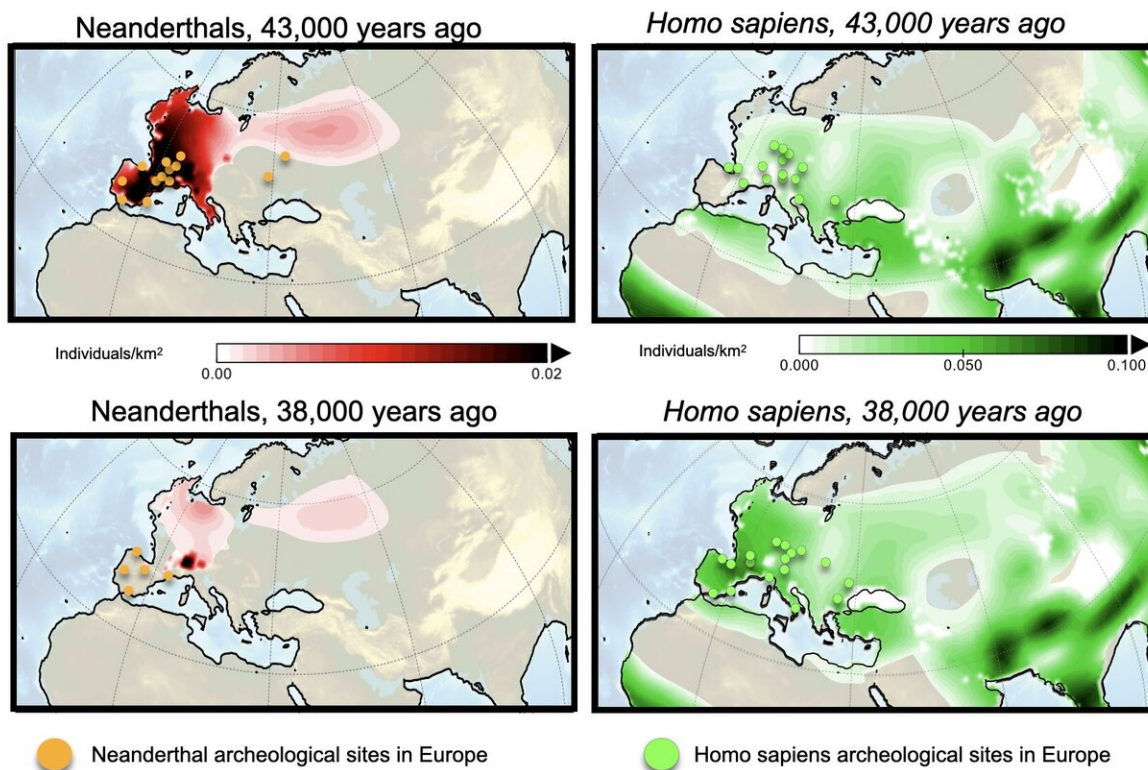 Neanderthals, 43,000 years ago
Homo sapiens, 43,000 years ago
Individuals/km²
0.00
0.02
Individuals/km²
0.000
0.050
0.100
Neanderthals, 38,000 years ago
Homo sapiens, 38,000 years ago
Neanderthal archeological sites in Europe
Homo sapiens archeological sites in Europe